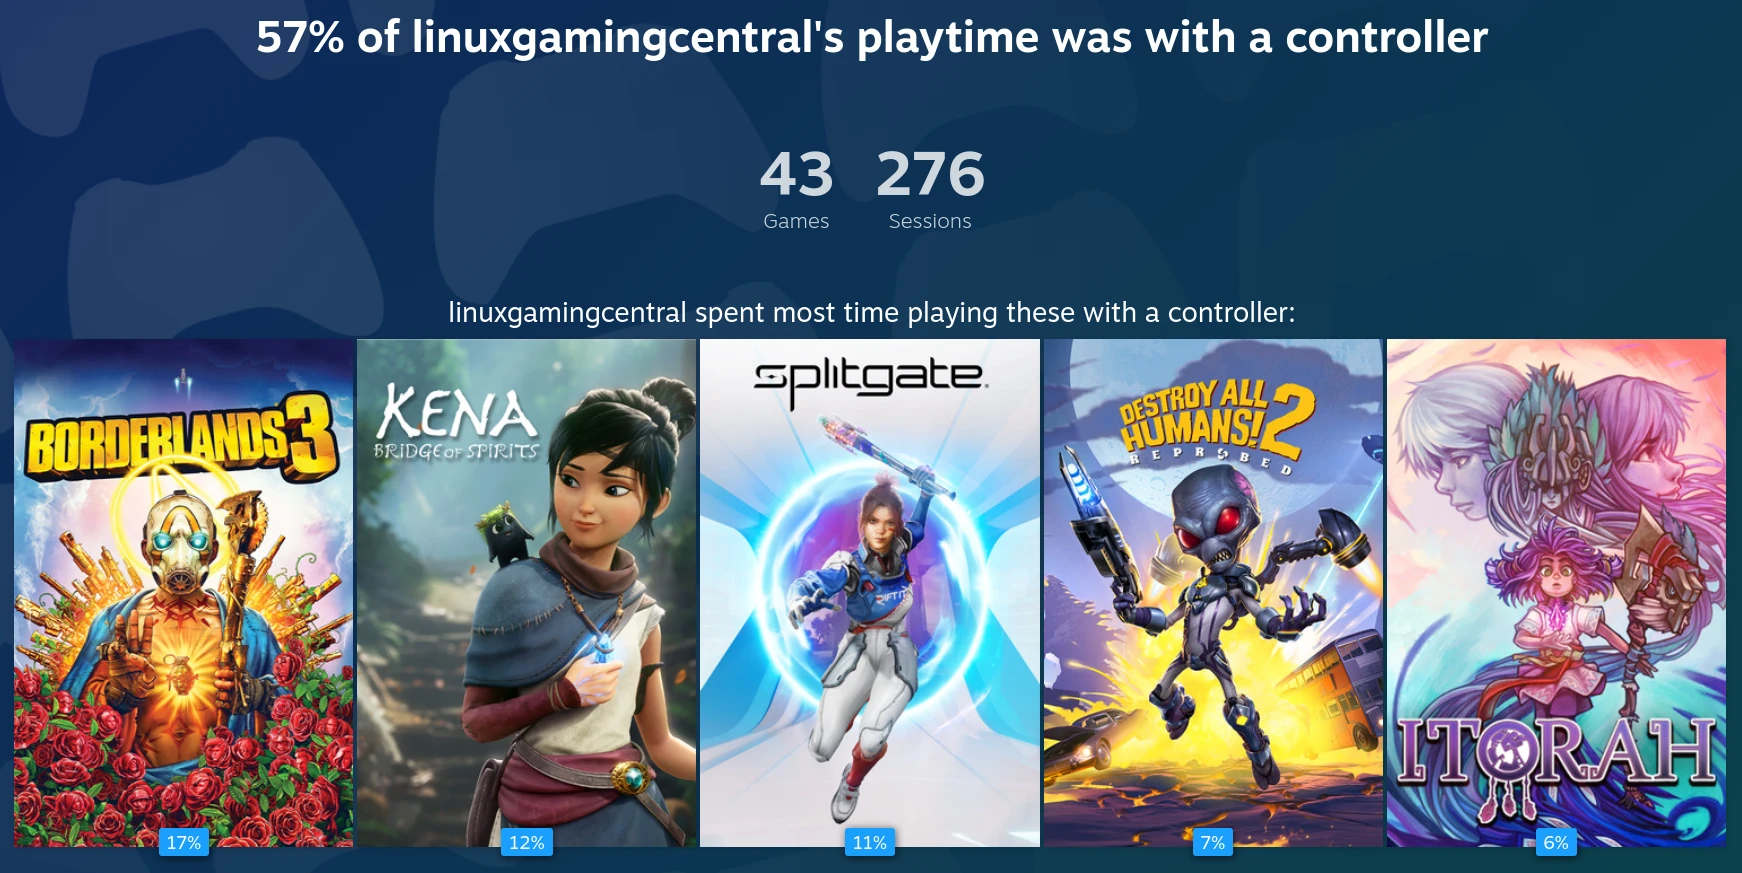 57% of linuxgamingcentral's playtime was with a controller
43 276
Games Sessions
linuxgamingcentral spent most time playing these with a controller:
BORDERLANDS 3
KENA
BRIDGE OF SPIRITS
splitgate
RIFTIT
DESTROY ALL
HUMANS! 2
REPROBED
ITORAH
17% 12% 11% 7% 6%